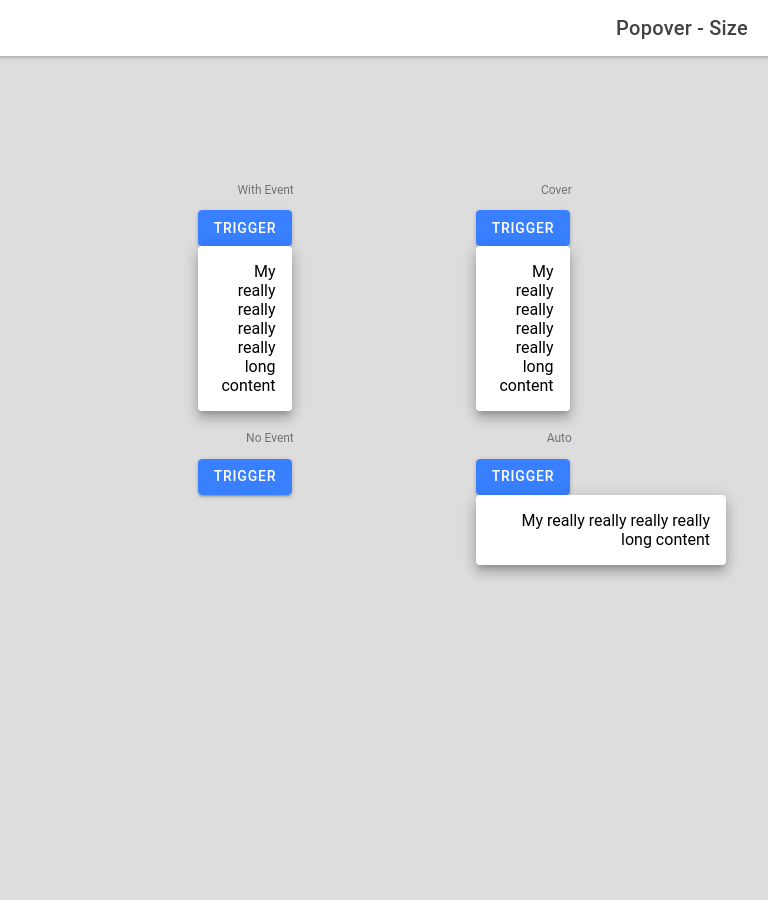 Popover - Size
With Event
TRIGGER
My
really
really
really
really
long
content
Cover
TRIGGER
My
really
really
really
really
long
content
No Event
TRIGGER
Auto
TRIGGER
My really really really really
long content